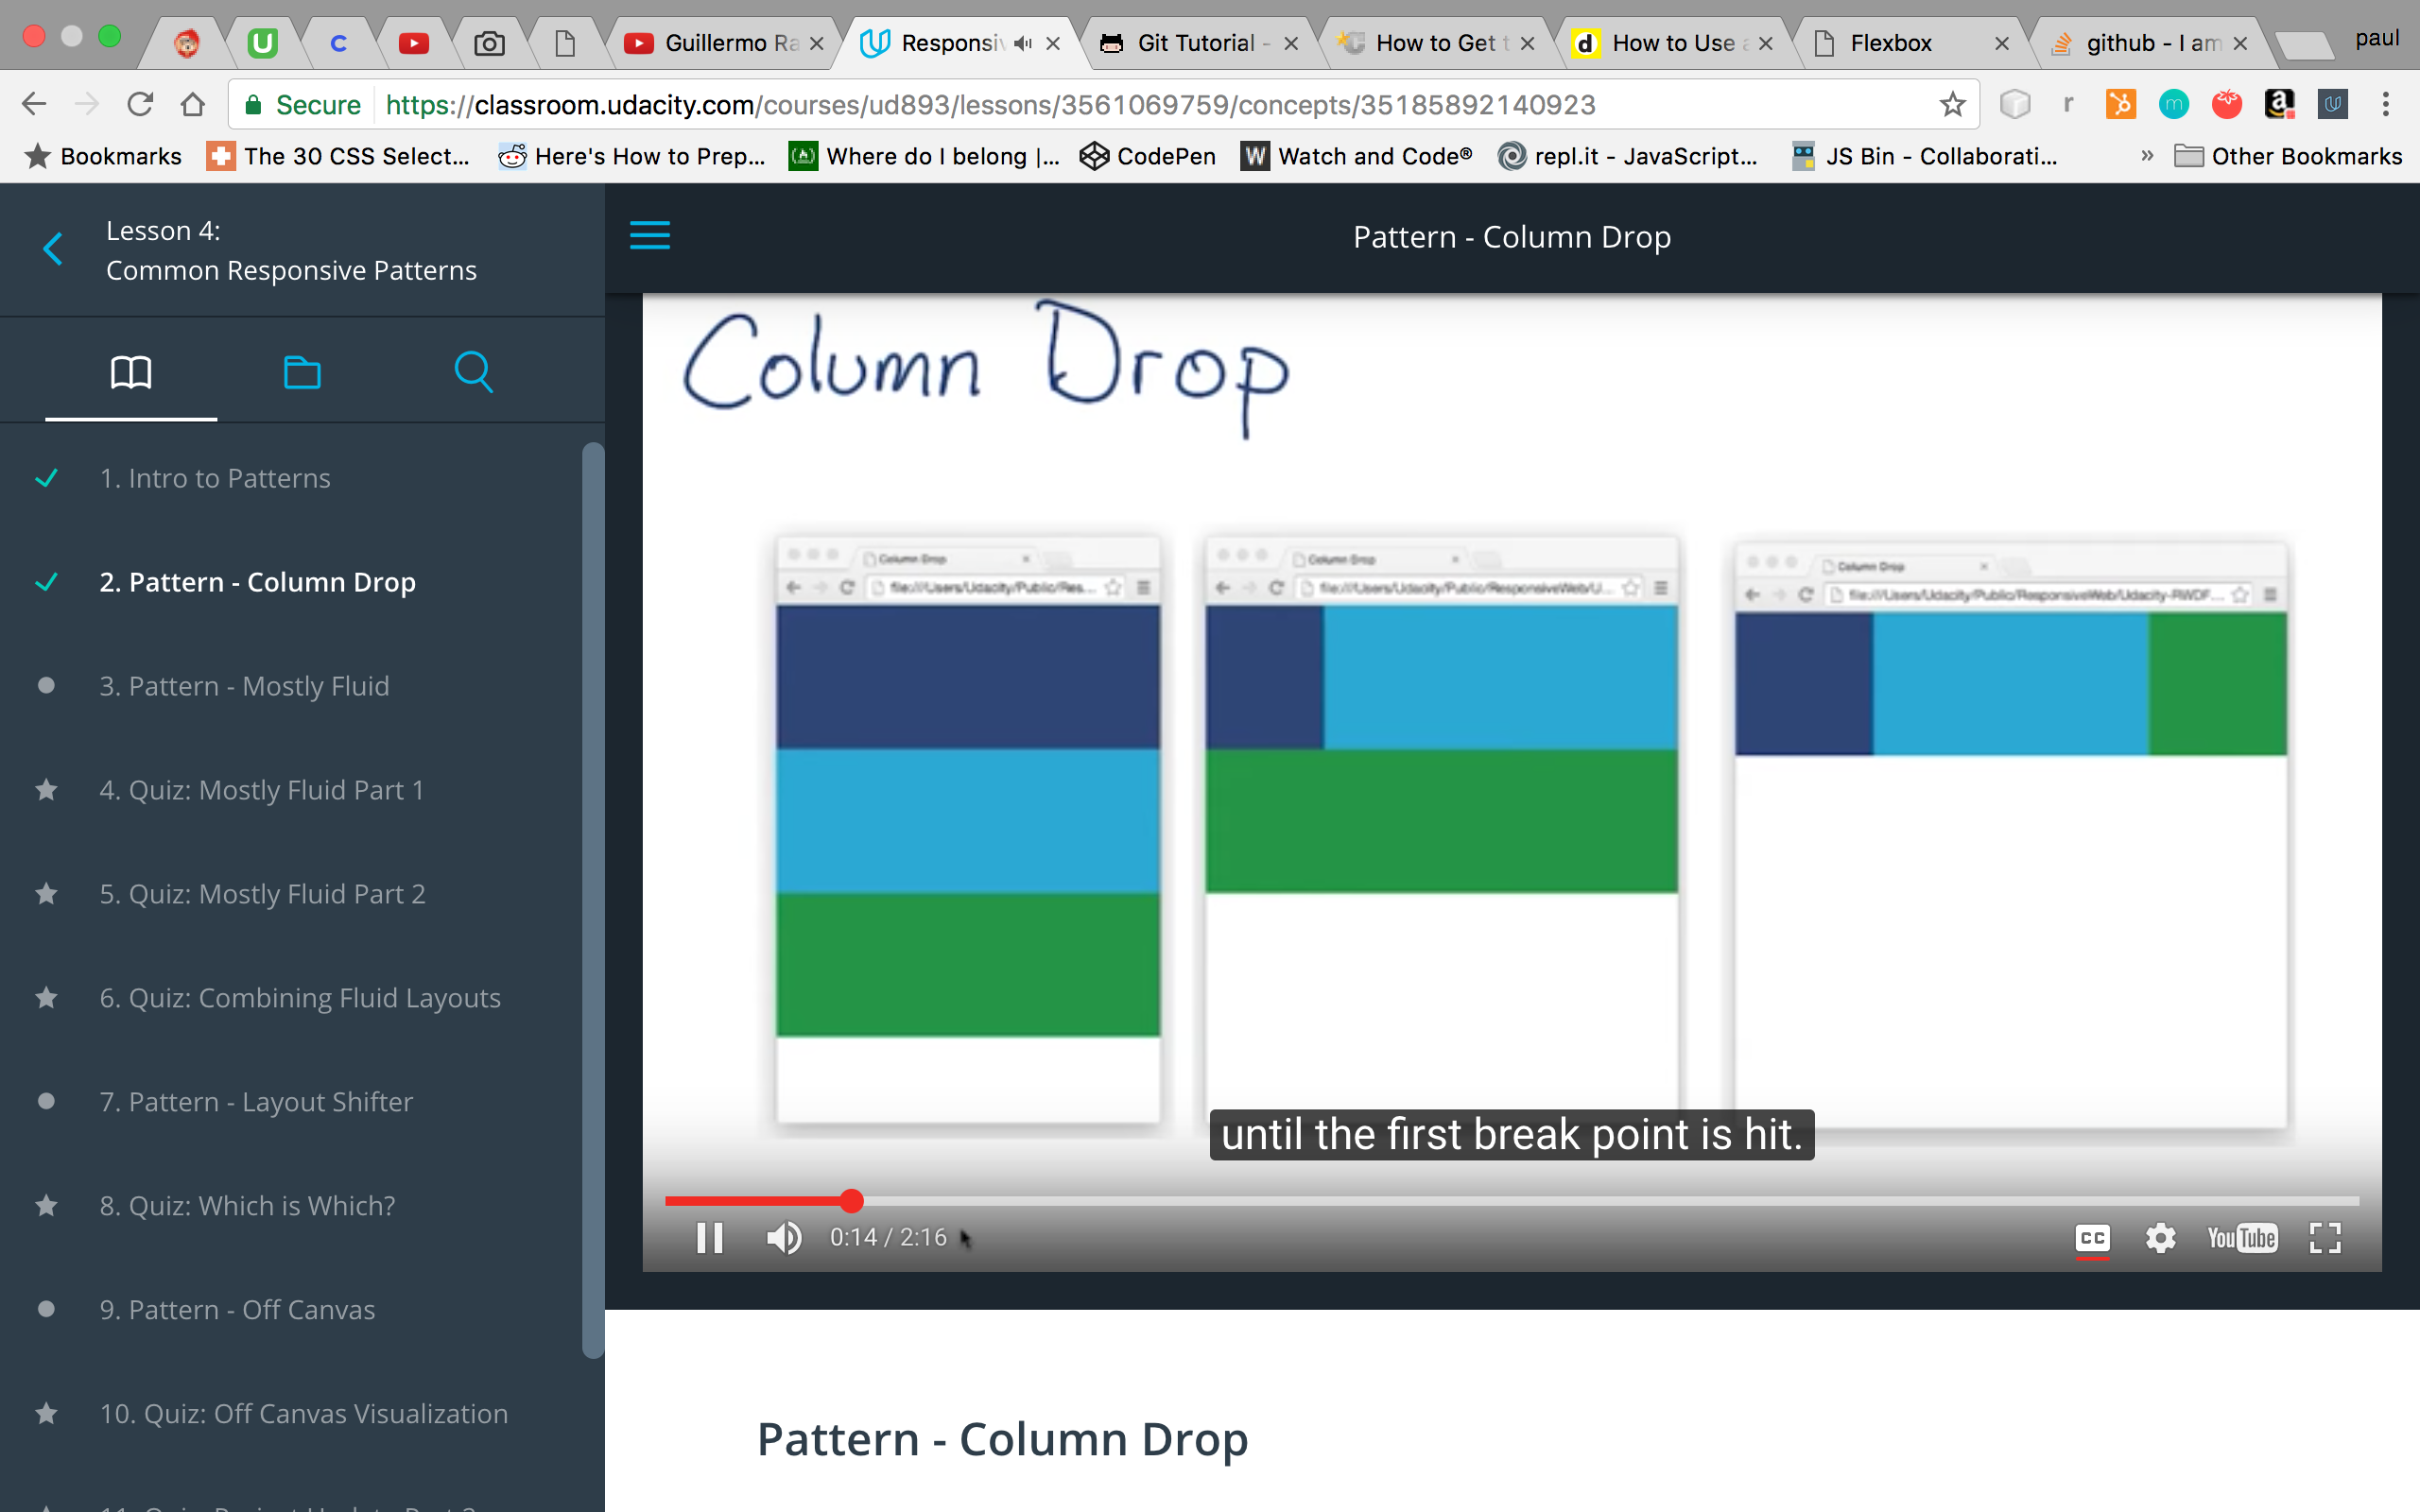 Guillermo Ra
Responsiv
Git Tutorial -
How to Get t
d How to Use a
Flexbox
github - I am
paul
Secure https://classroom.udacity.com/courses/ud893/lessons/3561069759/concepts/35185892140923
Bookmarks The 30 CSS Select... Here's How to Prep... Where do I belong |... CodePen W Watch and Code® repl.it - JavaScript... JS Bin - Collaborati... » Other Bookmarks
Lesson 4:
Common Responsive Patterns
1. Intro to Patterns
2. Pattern - Column Drop
3. Pattern - Mostly Fluid
4. Quiz: Mostly Fluid Part 1
5. Quiz: Mostly Fluid Part 2
6. Quiz: Combining Fluid Layouts
7. Pattern - Layout Shifter
8. Quiz: Which is Which?
9. Pattern - Off Canvas
10. Quiz: Off Canvas Visualization
Pattern - Column Drop
Column Drop
Column Drop
file:///Users/Udacity/Public/Res...
Column Drop
file:///Users/Udacity/Public/ResponsiveWeb/U...
Column Drop
file:///Users/Udacity/Public/ResponsiveWeb/Udacity-RWDF...
until the first break point is hit.
0:14 / 2:16
CC
YouTube
Pattern - Column Drop